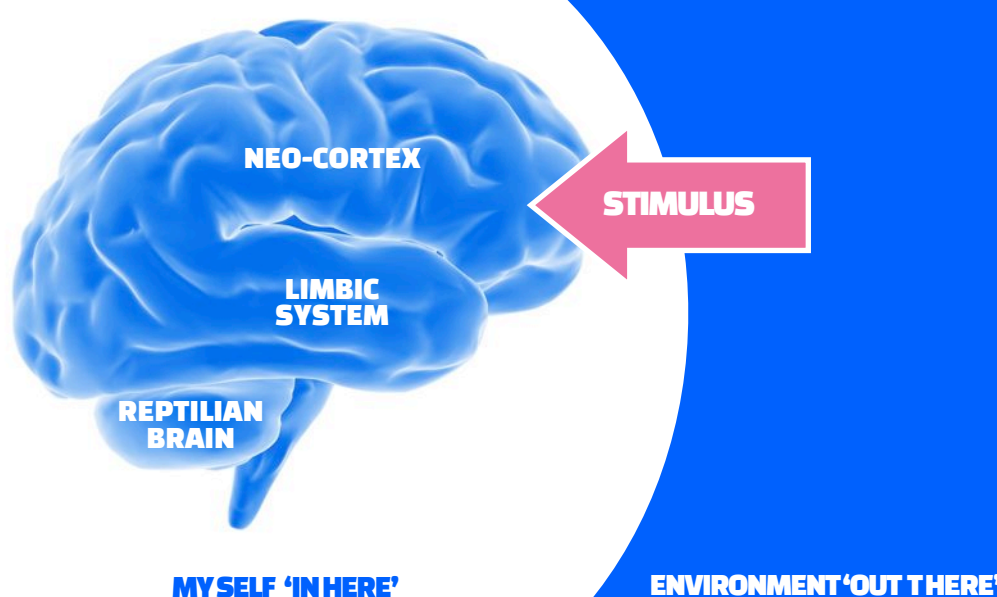 NEO-CORTEX
STIMULUS
LIMBIC
SYSTEM
REPTILIAN
BRAIN
MY SELF ‘IN HERE’
ENVIRONMENT ‘OUT THERE’